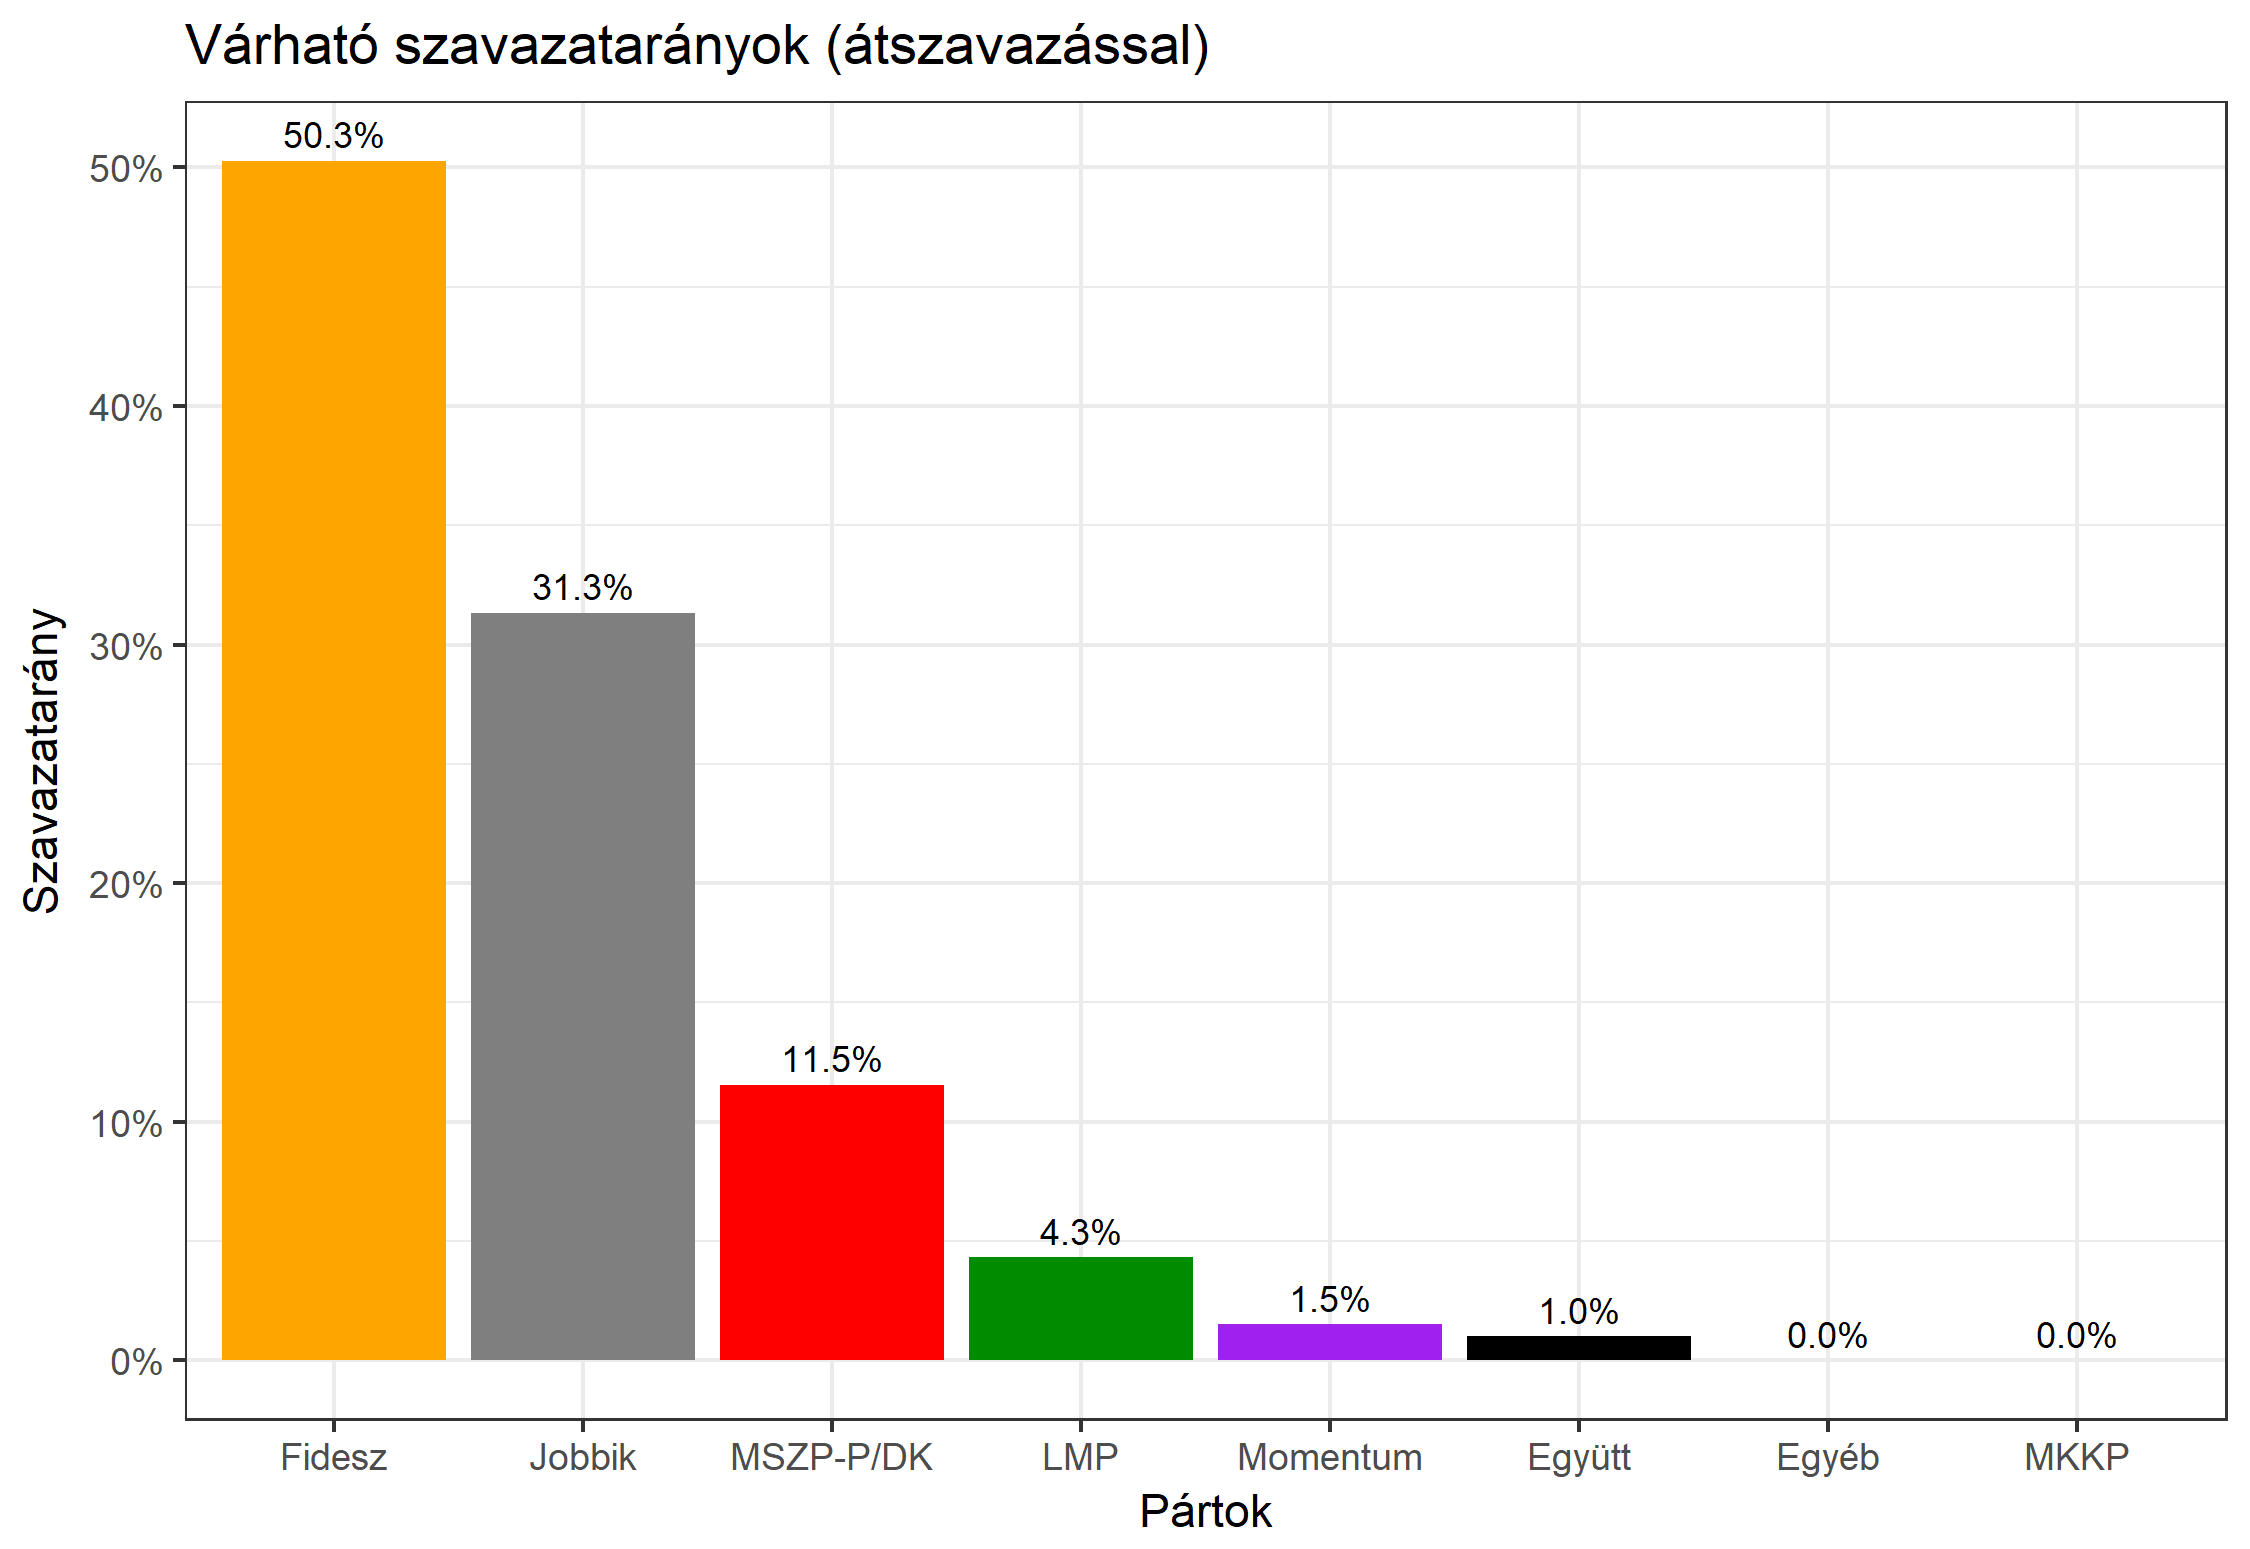 Várható szavazatarányok (átszavazással)
Szavazatarány
50%
40%
30%
20%
10%
0%
50.3%
31.3%
11.5%
4.3%
1.5%
1.0%
0.0%
0.0%
Fidesz
Jobbik
MSZP-P/DK
LMP
Momentum
Együtt
Egyéb
MKKP
Pártok